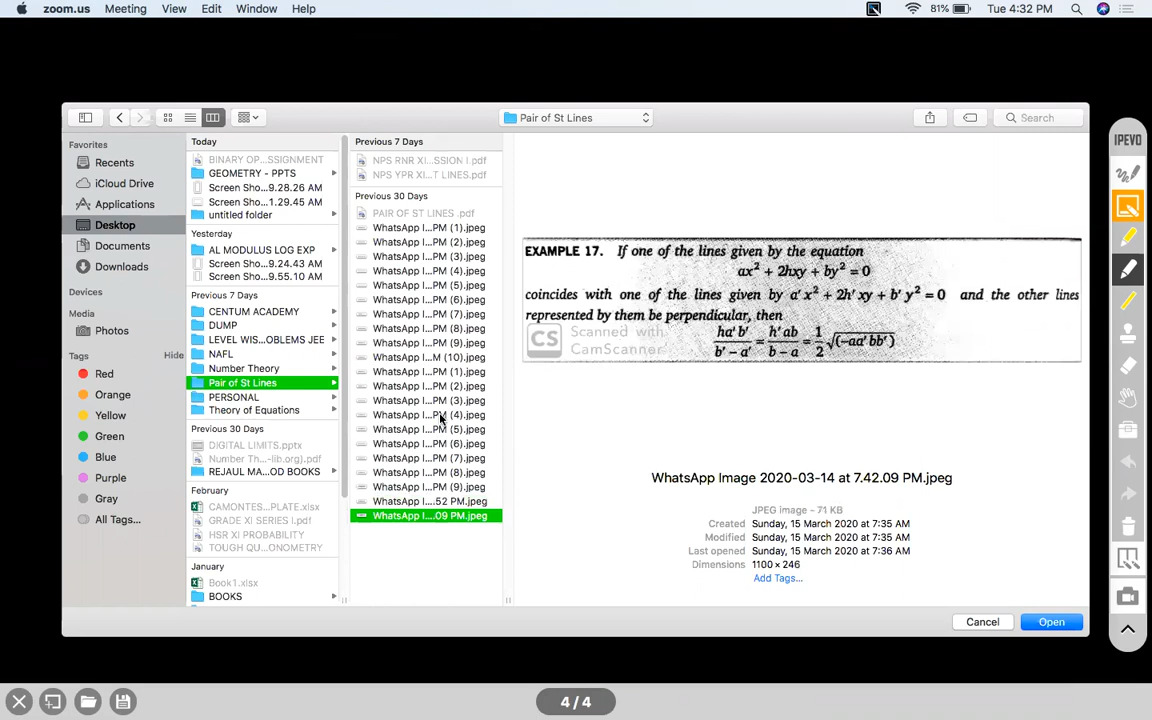 zoom.us Meeting View Edit Window Help 81% Tue 4:32 PM
Pair of St Lines
Search
Favorites
Recents
iCloud Drive
Applications
Desktop
Documents
Downloads
Devices
Media
Photos
Tags Hide
Red
Orange
Yellow
Green
Blue
Purple
Gray
All Tags...
Today
BINARY OP...SSIGNMENT
GEOMETRY - PPTS
Screen Sho...9.28.26 AM
Screen Sho...1.29.45 AM
untitled folder
Yesterday
AL MODULUS LOG EXP
Screen Sho...9.24.43 AM
Screen Sho...9.55.10 AM
Previous 7 Days
CENTUM ACADEMY
DUMP
LEVEL WIS...OBLEMS JEE
NAFL
Number Theory
Pair of St Lines
PERSONAL
Theory of Equations
Previous 30 Days
DIGITAL LIMITS.pptx
Number Th...-lib.org).pdf
REJAUL MA...OD BOOKS
February
CAMONTES...PLATE.xlsx
GRADE XI SERIES I.pdf
HSR XI PROBABILITY
TOUGH QU...ONOMETRY
January
Book1.xlsx
BOOKS
Previous 7 Days
NPS RNR XI...SSION I.pdf
NPS YPR XI...T LINES.pdf
Previous 30 Days
PAIR OF ST LINES .pdf
WhatsApp I...PM (1).jpeg
WhatsApp I...PM (2).jpeg
WhatsApp I...PM (3).jpeg
WhatsApp I...PM (4).jpeg
WhatsApp I...PM (5).jpeg
WhatsApp I...PM (6).jpeg
WhatsApp I...PM (7).jpeg
WhatsApp I...PM (8).jpeg
WhatsApp I...PM (9).jpeg
WhatsApp I...M (10).jpeg
WhatsApp I...PM (1).jpeg
WhatsApp I...PM (2).jpeg
WhatsApp I...PM (3).jpeg
WhatsApp I...PM (4).jpeg
WhatsApp I...PM (5).jpeg
WhatsApp I...PM (6).jpeg
WhatsApp I...PM (7).jpeg
WhatsApp I...PM (8).jpeg
WhatsApp I...PM (9).jpeg
WhatsApp I....52 PM.jpeg
WhatsApp I....09 PM.jpeg
EXAMPLE 17. If one of the lines given by the equation
ax² + 2hxy + by² = 0
coincides with one of the lines given by a'x² + 2h'xy + b'y² = 0 and the other lines
represented by them be perpendicular, then
ha'b'/(b'-a') = h'ab/(b-a) = 1/2 √(-aa'bb')
CS Scanned with
CamScanner
WhatsApp Image 2020-03-14 at 7.42.09 PM.jpeg
JPEG image - 71 KB
Created Sunday, 15 March 2020 at 7:35 AM
Modified Sunday, 15 March 2020 at 7:35 AM
Last opened Sunday, 15 March 2020 at 7:36 AM
Dimensions 1100 × 246
Add Tags...
Cancel Open
IPEVO
4/4